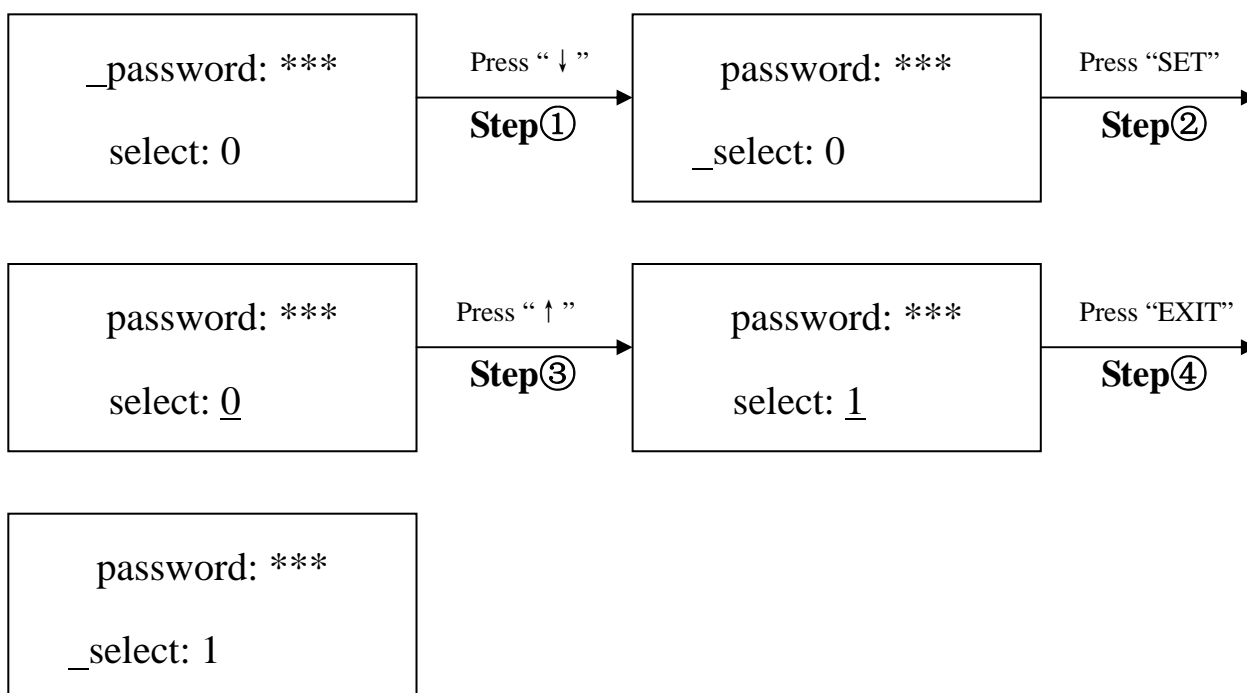 _password: ***
select: 0
Press “ ↓ ”
Step①
password: ***
_select: 0
Press “SET”
Step②
password: ***
select: 0
Press “ ↑ ”
Step③
password: ***
select: 1
Press “EXIT”
Step④
password: ***
_select: 1